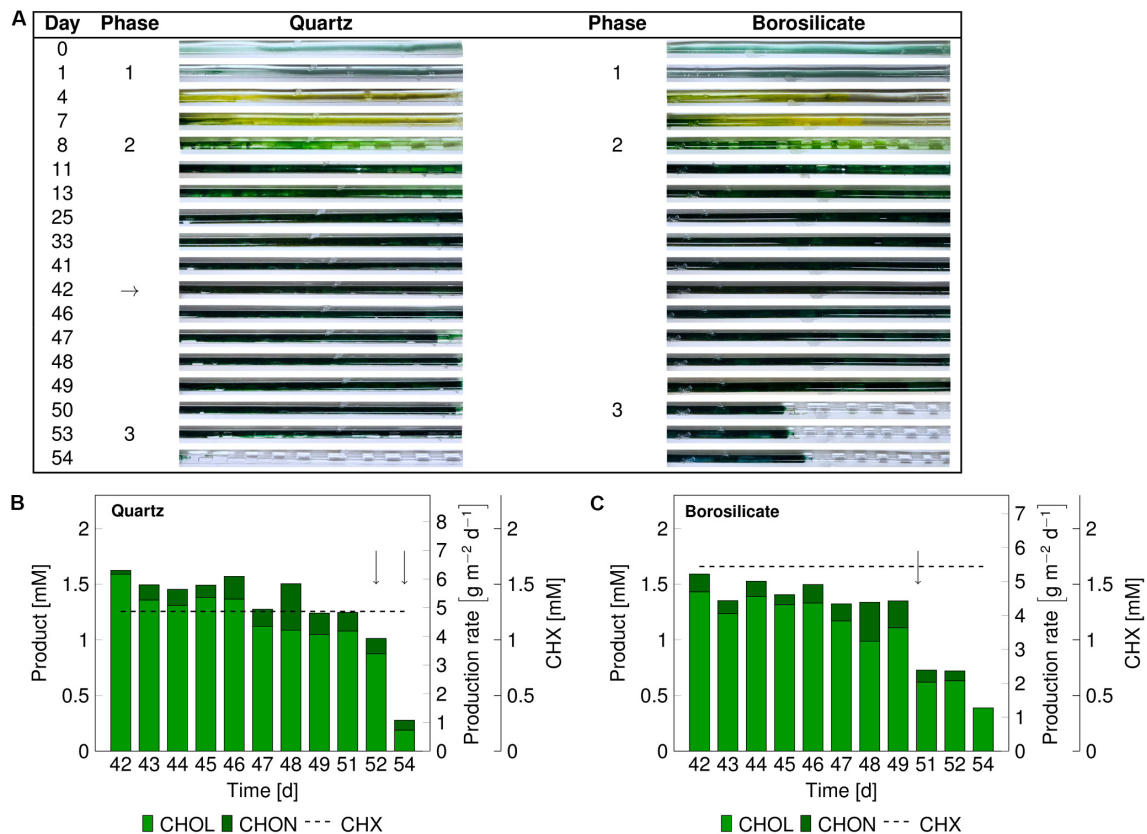 A
Day Phase Quartz Phase Borosilicate
0
1 1 1
4
7
8 2 2
11
13
25
33
41
42 →
46
47
48
49
50 3
53 3
54
B
Quartz
Product [mM]
0
0.5
1
1.5
2
Production rate [g m⁻² d⁻¹]
0
1
2
3
4
5
6
7
8
CHX [mM]
0
0.5
1
1.5
2
42 43 44 45 46 47 48 49 51 52 54
Time [d]
CHOL CHON CHX
C
Borosilicate
Product [mM]
0
0.5
1
1.5
2
Production rate [g m⁻² d⁻¹]
0
1
2
3
4
5
6
7
CHX [mM]
0
0.5
1
1.5
2
42 43 44 45 46 47 48 49 51 52 54
Time [d]
CHOL CHON CHX